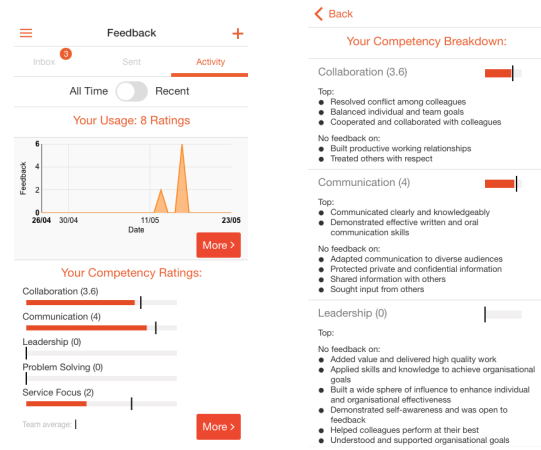 Feedback
Inbox
3
Sent
Activity
All Time
Recent
Your Usage: 8 Ratings
Feedback
6
4
2
0
26/04
30/04
11/05
23/05
Date
More >
Your Competency Ratings:
Collaboration (3.6)
Communication (4)
Leadership (0)
Problem Solving (0)
Service Focus (2)
Team average:
More >
Back
Your Competency Breakdown:
Collaboration (3.6)
Top:
Resolved conflict among colleagues
Balanced individual and team goals
Cooperated and collaborated with colleagues
No feedback on:
Built productive working relationships
Treated others with respect
Communication (4)
Top:
Communicated clearly and knowledgeably
Demonstrated effective written and oral
communication skills
No feedback on:
Adapted communication to diverse audiences
Protected private and confidential information
Shared information with others
Sought input from others
Leadership (0)
Top:
No feedback on:
Added value and delivered high quality work
Applied skills and knowledge to achieve organisational
goals
Built a wide sphere of influence to enhance individual
and organisational effectiveness
Demonstrated self-awareness and was open to
feedback
Helped colleagues perform at their best
Understood and supported organisational goals